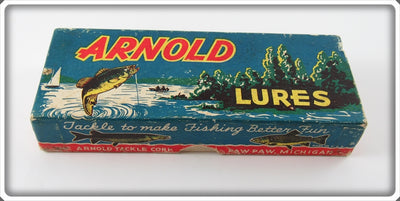 ARNOLD
LURES
Tackle to make Fishing Better Fun
ARNOLD TACKLE CORP.
PAW PAW, MICHIGAN